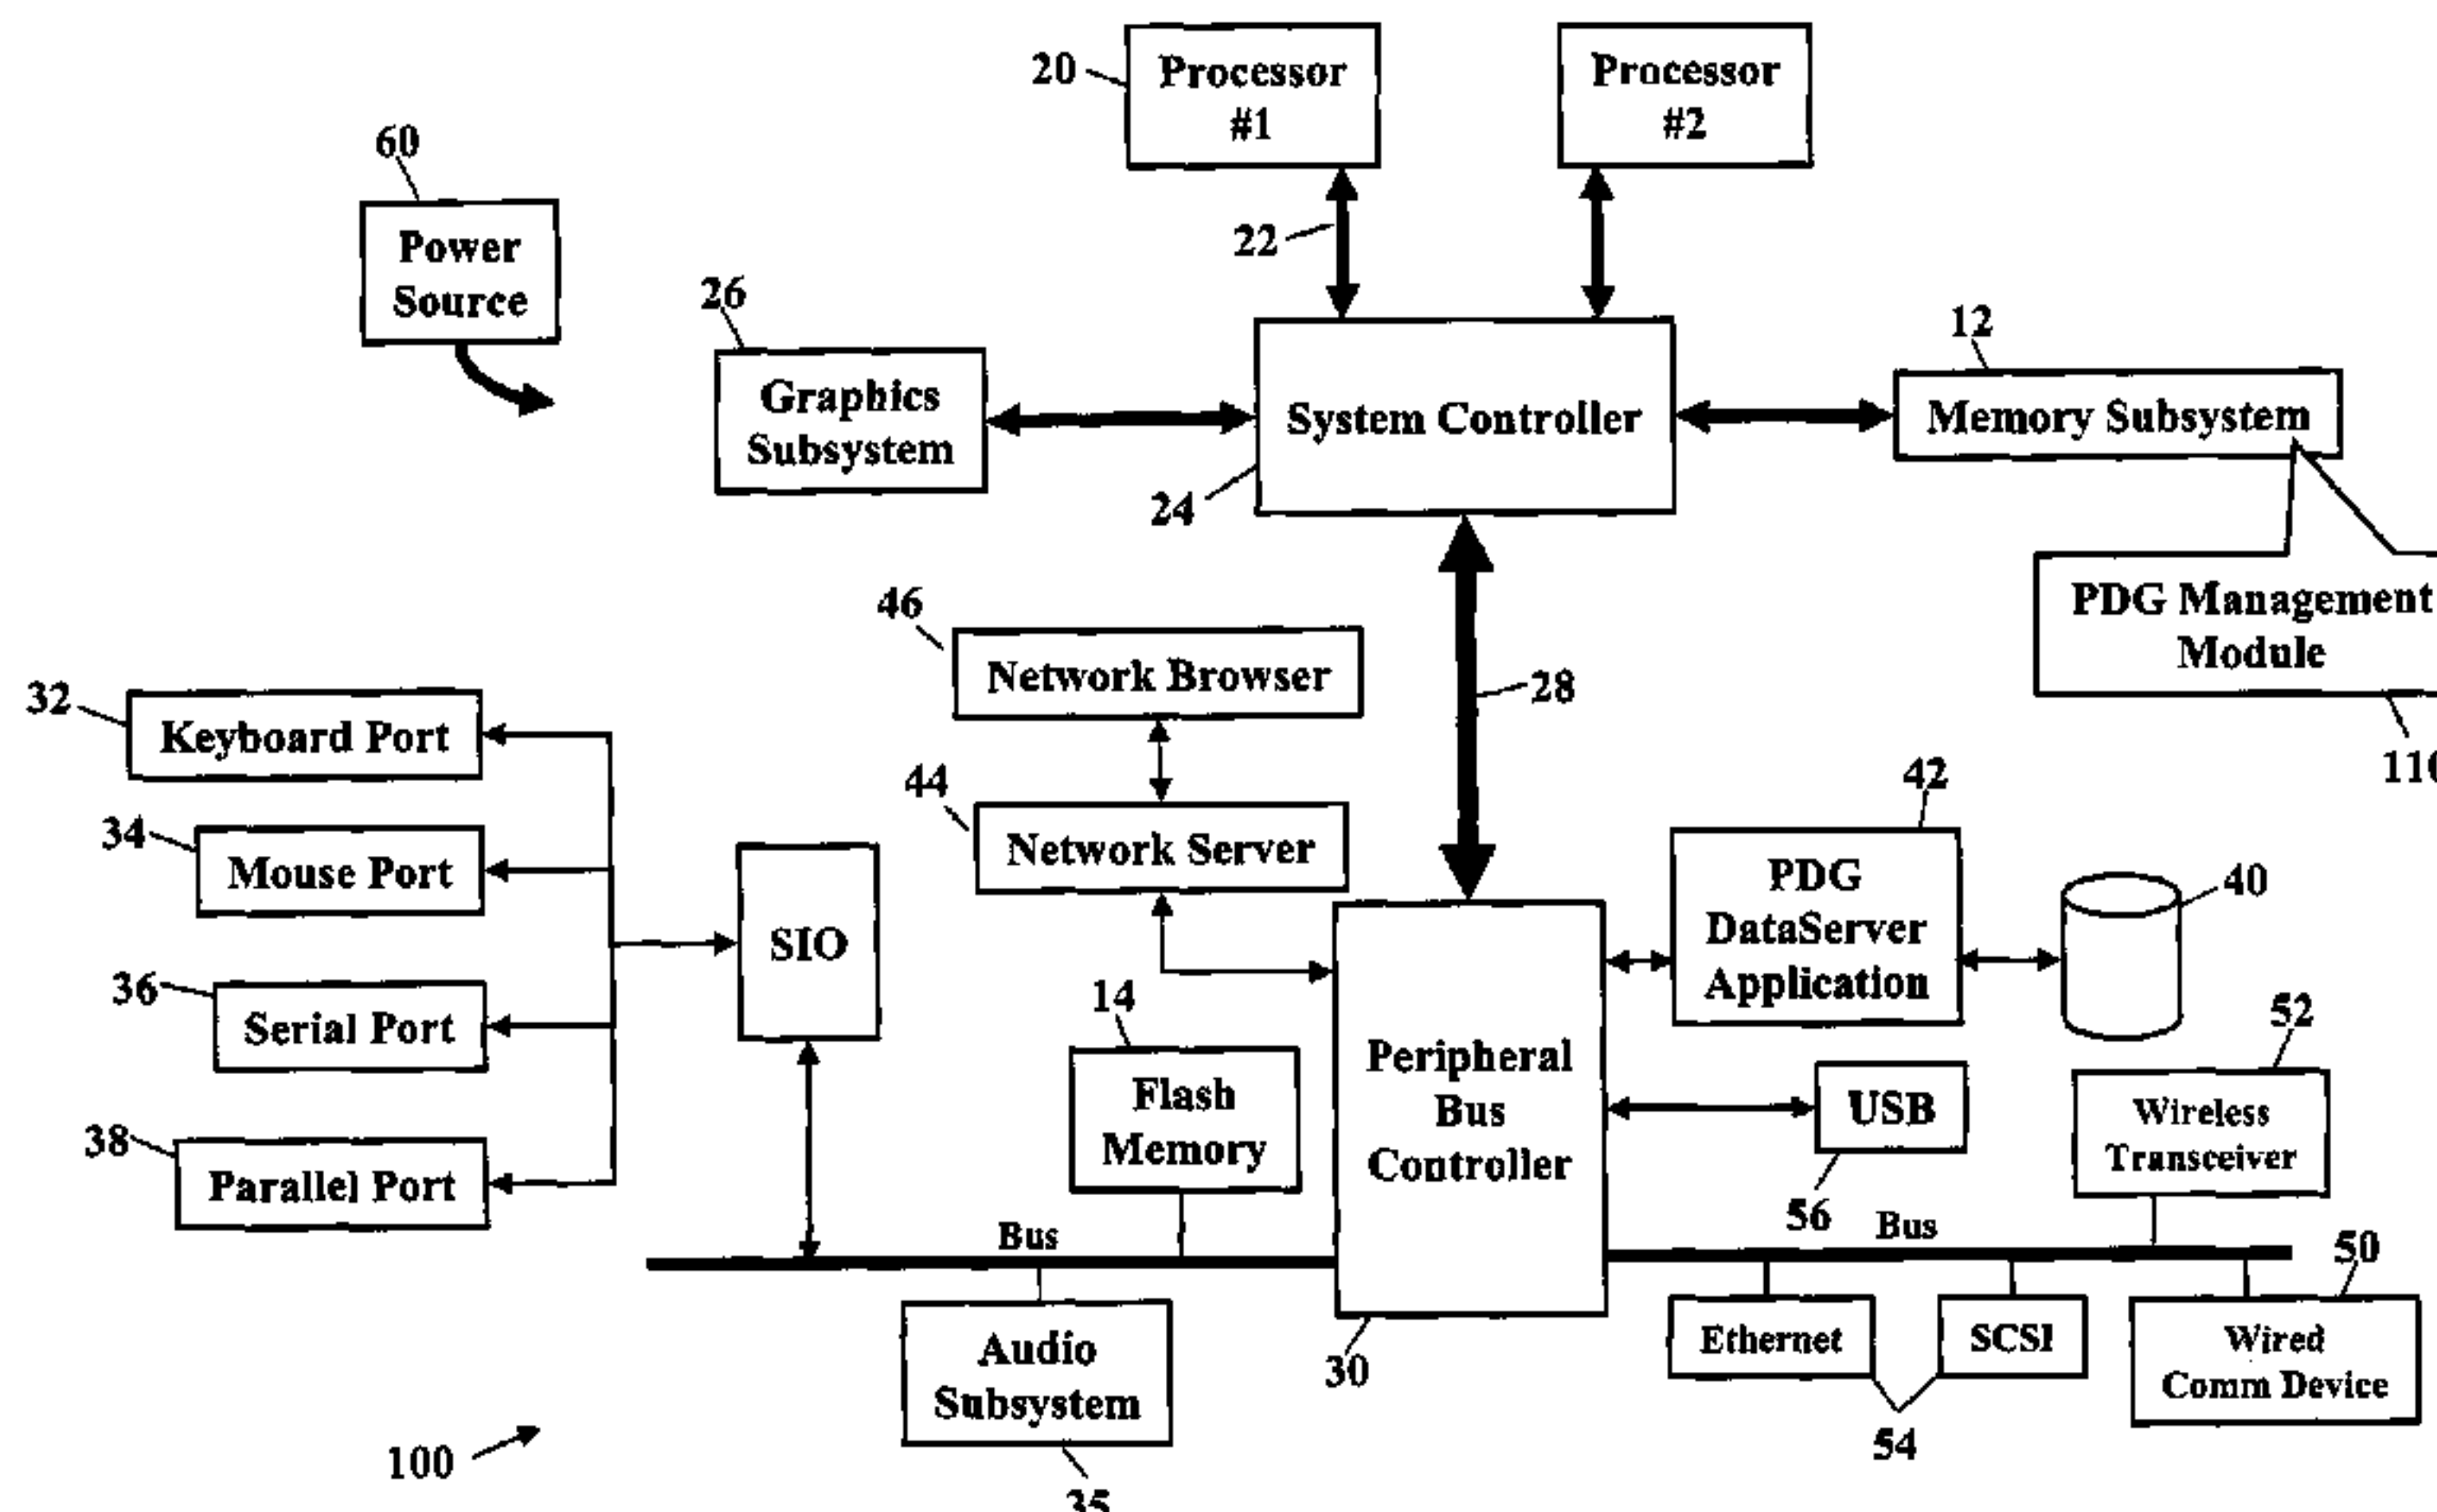 20
Processor
#1
Processor
#2
60
Power
Source
22
26
Graphics
Subsystem
System Controller
24
12
Memory Subsystem
PDG Management
Module
110
28
46
Network Browser
44
Network Server
32
Keyboard Port
34
Mouse Port
36
Serial Port
38
Parallel Port
SIO
14
Flash
Memory
Peripheral
Bus
Controller
30
42
PDG
DataServer
Application
40
USB
56
52
Wireless
Transceiver
Bus
Bus
Audio
Subsystem
35
Ethernet
SCSI
54
50
Wired
Comm Device
100